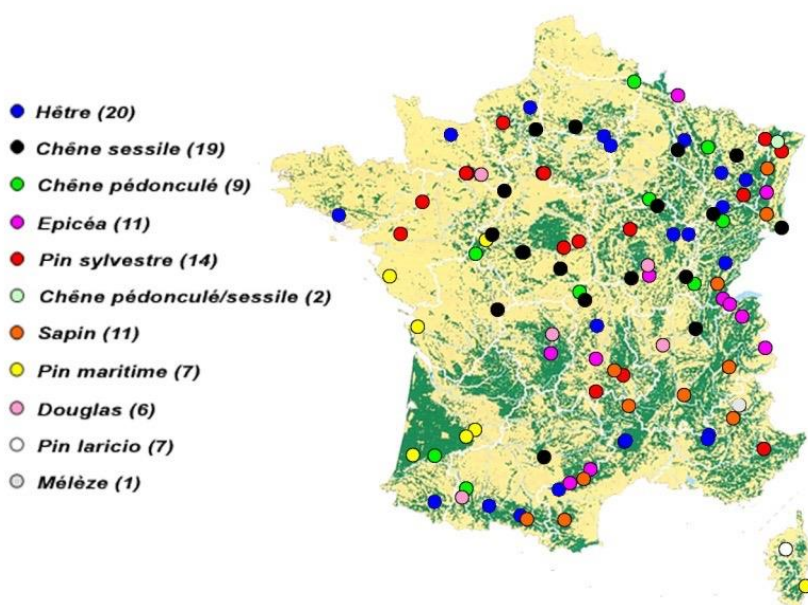 Hêtre (20)
Chêne sessile (19)
Chêne pédonculé (9)
Epicéa (11)
Pin sylvestre (14)
Chêne pédonculé/sessile (2)
Sapin (11)
Pin maritime (7)
Douglas (6)
Pin laricio (7)
Mélèze (1)